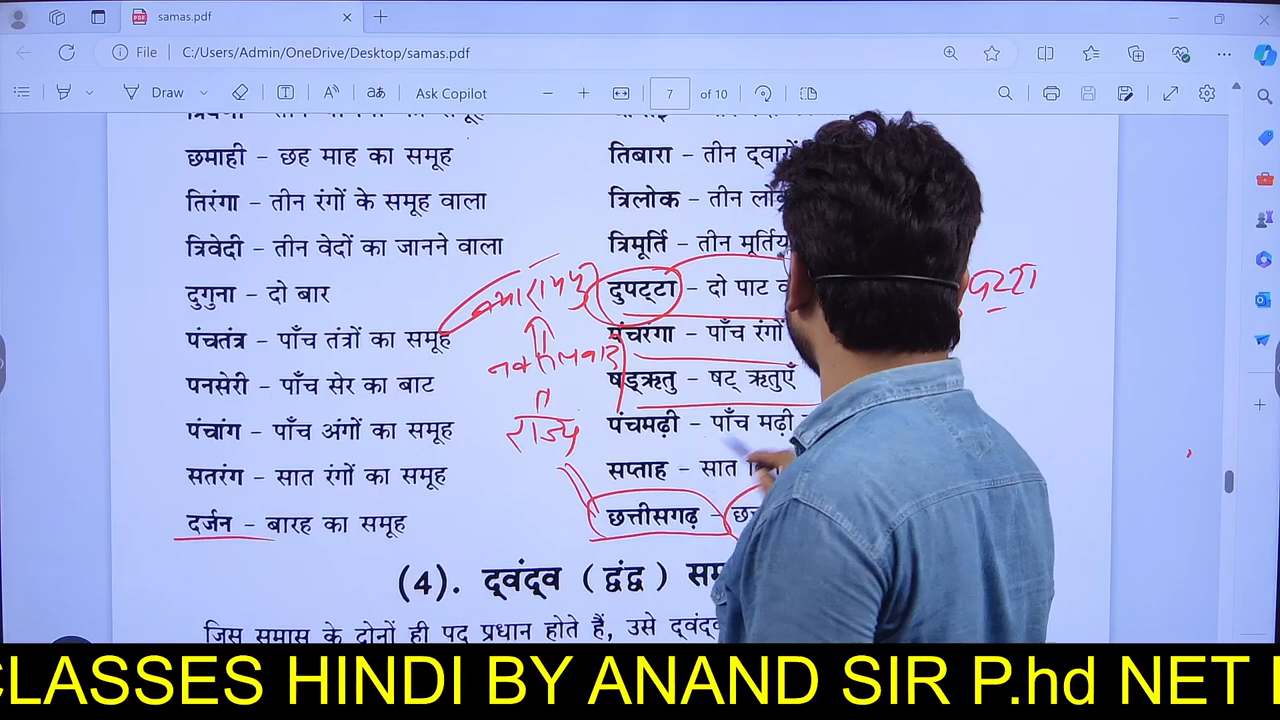 samas.pdf
File C:/Users/Admin/OneDrive/Desktop/samas.pdf
Draw Ask Copilot 7 of 10
छमाही – छह माह का समूह
तिरंगा – तीन रंगों के समूह वाला
त्रिवेदी – तीन वेदों का जानने वाला
दुगुना – दो बार
पंचतंत्र – पाँच तंत्रों का समूह
पनसेरी – पाँच सेर का बाट
पंचांग – पाँच अंगों का समूह
सतरंग – सात रंगों का समूह
दर्जन – बारह का समूह
तिबारा – तीन
त्रिलोक – तीन
त्रिमूर्ति – तीन
दुपट्टा – दो पाट
पंचरगा – पाँच रंगों
षड्ऋतु – षट् ऋतुएँ
पंचमढ़ी – पाँच मढ़ी
सप्ताह – सात
छत्तीसगढ़ –
राज्य
(4). द्वंद्व (द्वंद्व)
जिस समास के दोनों ही पद प्रधान होते हैं, उसे
CLASSES HINDI BY ANAND SIR P.hd NET